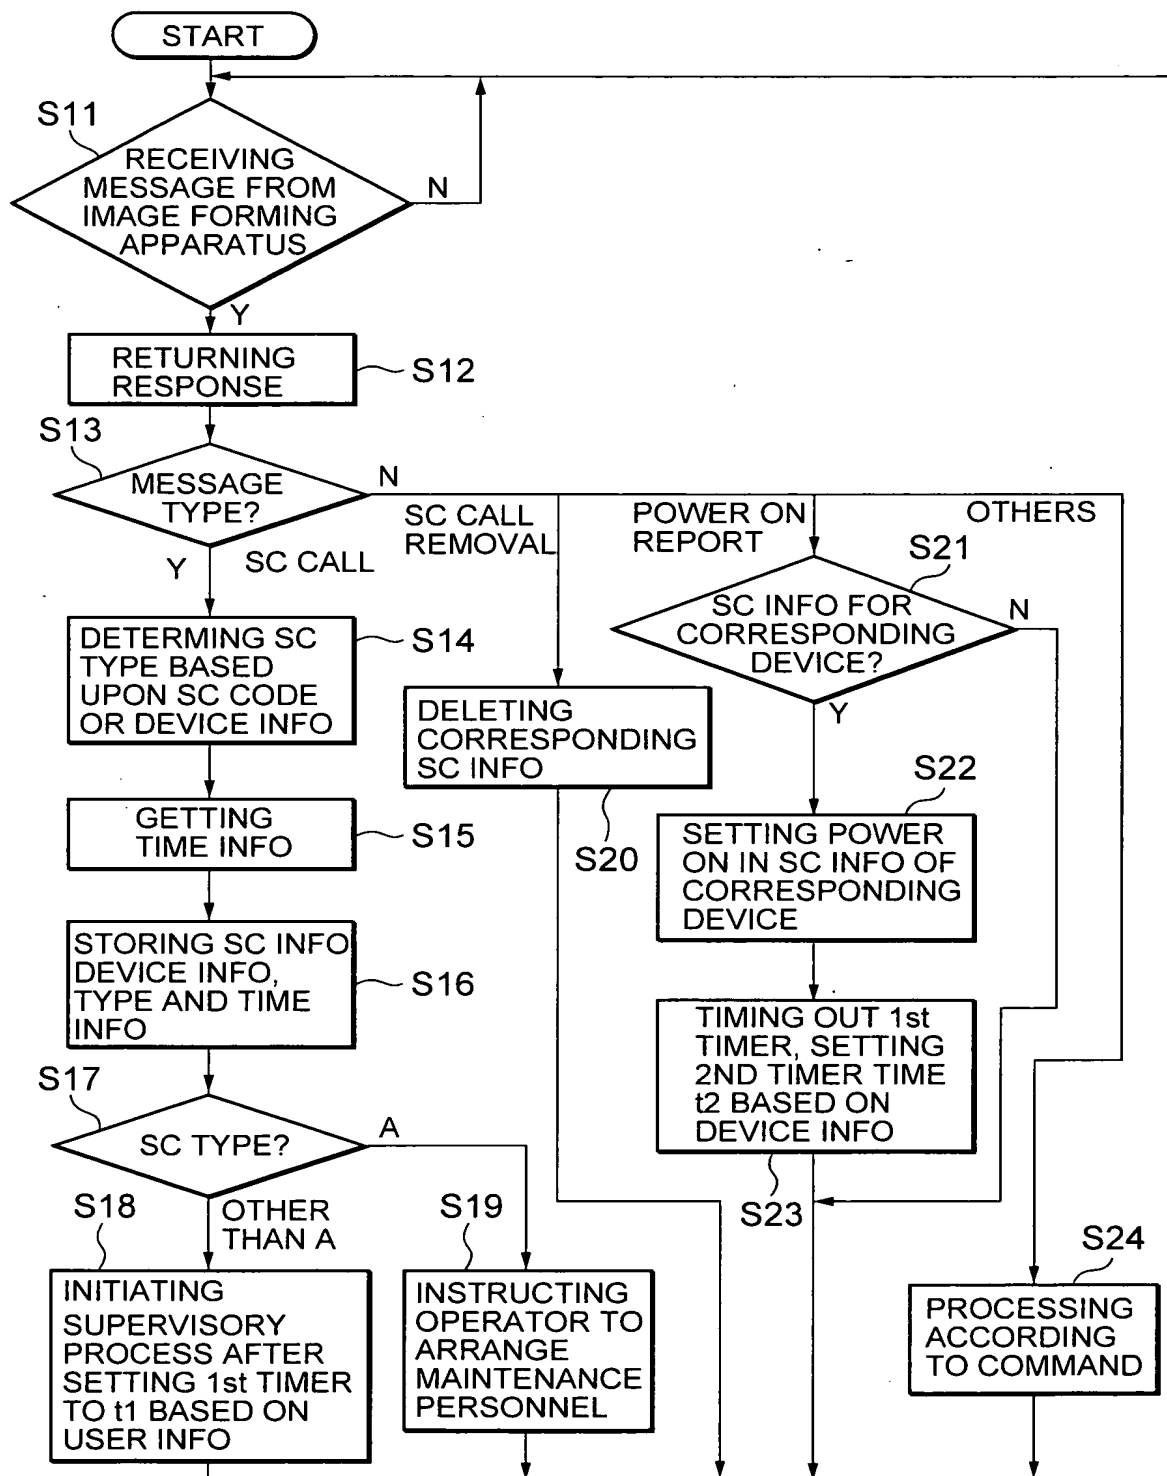 START
S11
RECEIVING
MESSAGE FROM
IMAGE FORMING
APPARATUS
N
Y
RETURNING
RESPONSE
S12
S13
MESSAGE
TYPE?
N
Y
SC CALL
SC CALL
REMOVAL
POWER ON
REPORT
OTHERS
S21
SC INFO FOR
CORRESPONDING
DEVICE?
N
Y
DETERMING SC
TYPE BASED
UPON SC CODE
OR DEVICE INFO
S14
DELETING
CORRESPONDING
SC INFO
S20
S22
SETTING POWER
ON IN SC INFO OF
CORRESPONDING
DEVICE
GETTING
TIME INFO
S15
STORING SC INFO
DEVICE INFO,
TYPE AND TIME
INFO
S16
TIMING OUT 1st
TIMER, SETTING
2ND TIMER TIME
t2 BASED ON
DEVICE INFO
S23
S17
SC TYPE?
A
OTHER
THAN A
S18
INITIATING
SUPERVISORY
PROCESS AFTER
SETTING 1st TIMER
TO t1 BASED ON
USER INFO
S19
INSTRUCTING
OPERATOR TO
ARRANGE
MAINTENANCE
PERSONNEL
S24
PROCESSING
ACCORDING
TO COMMAND